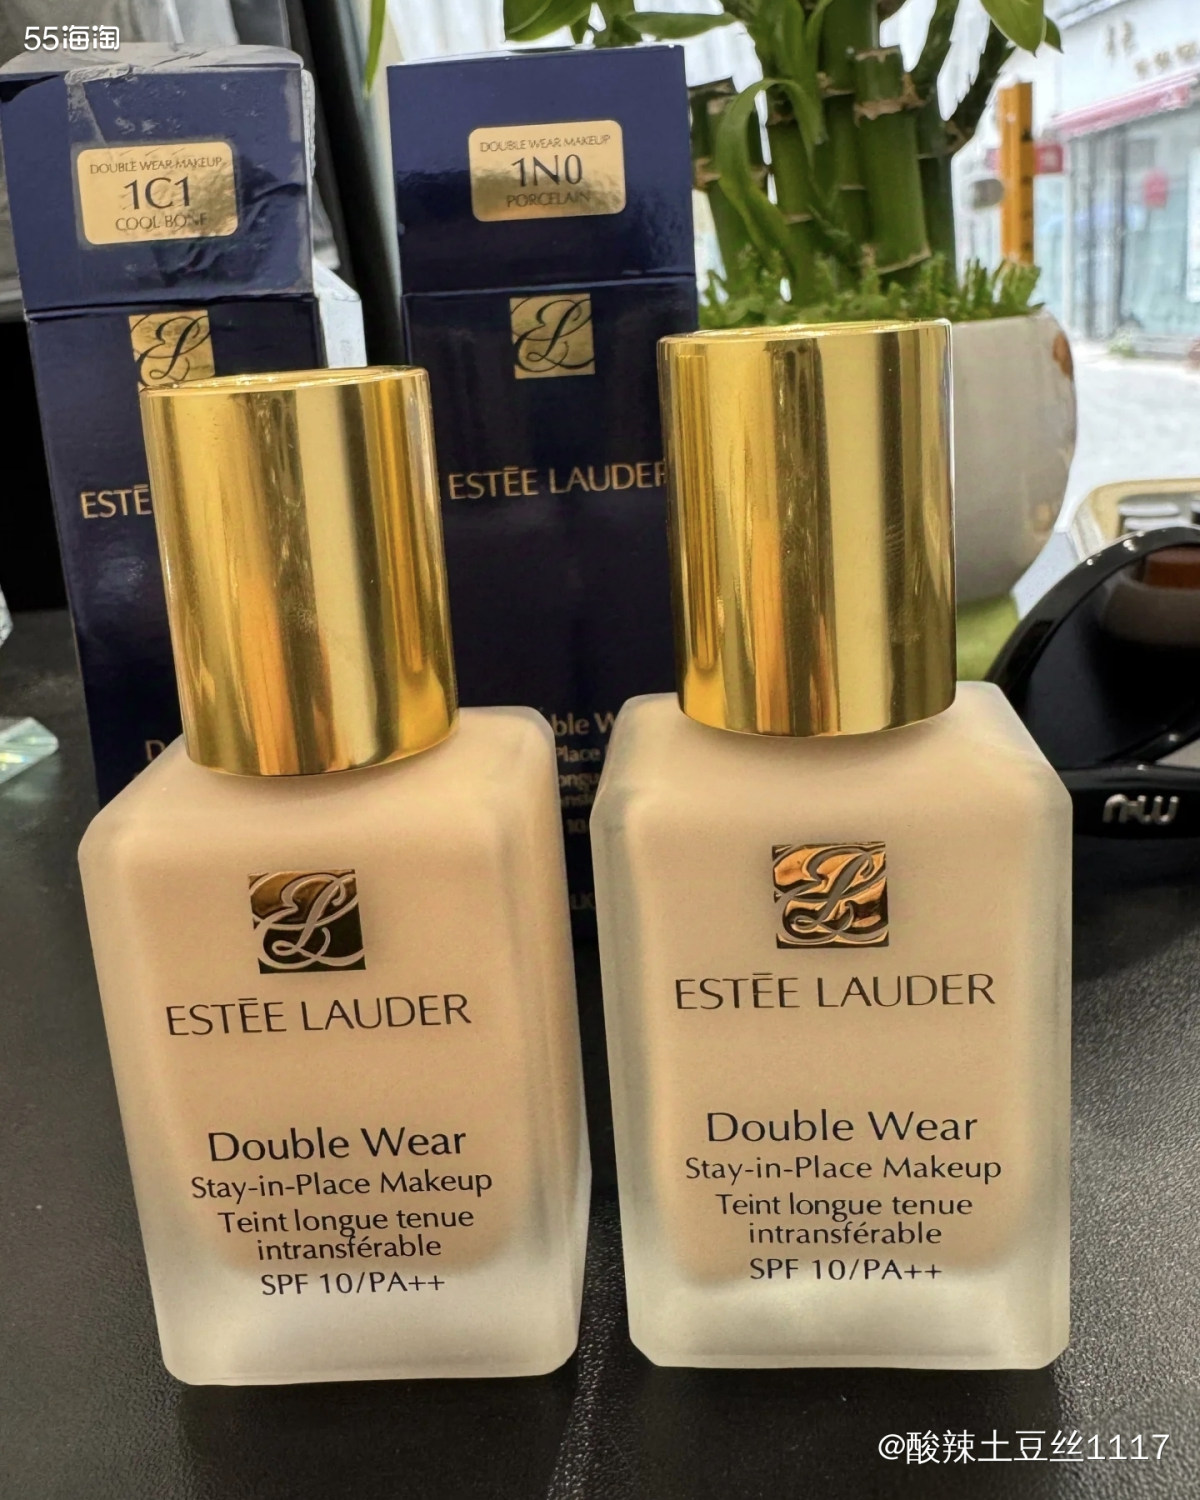 55海淘
DOUBLE WEAR MAKEUP
1C1
COOL BONE
DOUBLE WEAR MAKEUP
1N0
PORCELAIN
ESTĒE LAUDER
ESTĒE LAUDER
Double Wear
Stay-in-Place Makeup
Teint longue tenue
intransférable
SPF 10/PA++
ESTĒE LAUDER
Double Wear
Stay-in-Place Makeup
Teint longue tenue
intransférable
SPF 10/PA++
@酸辣土豆丝1117